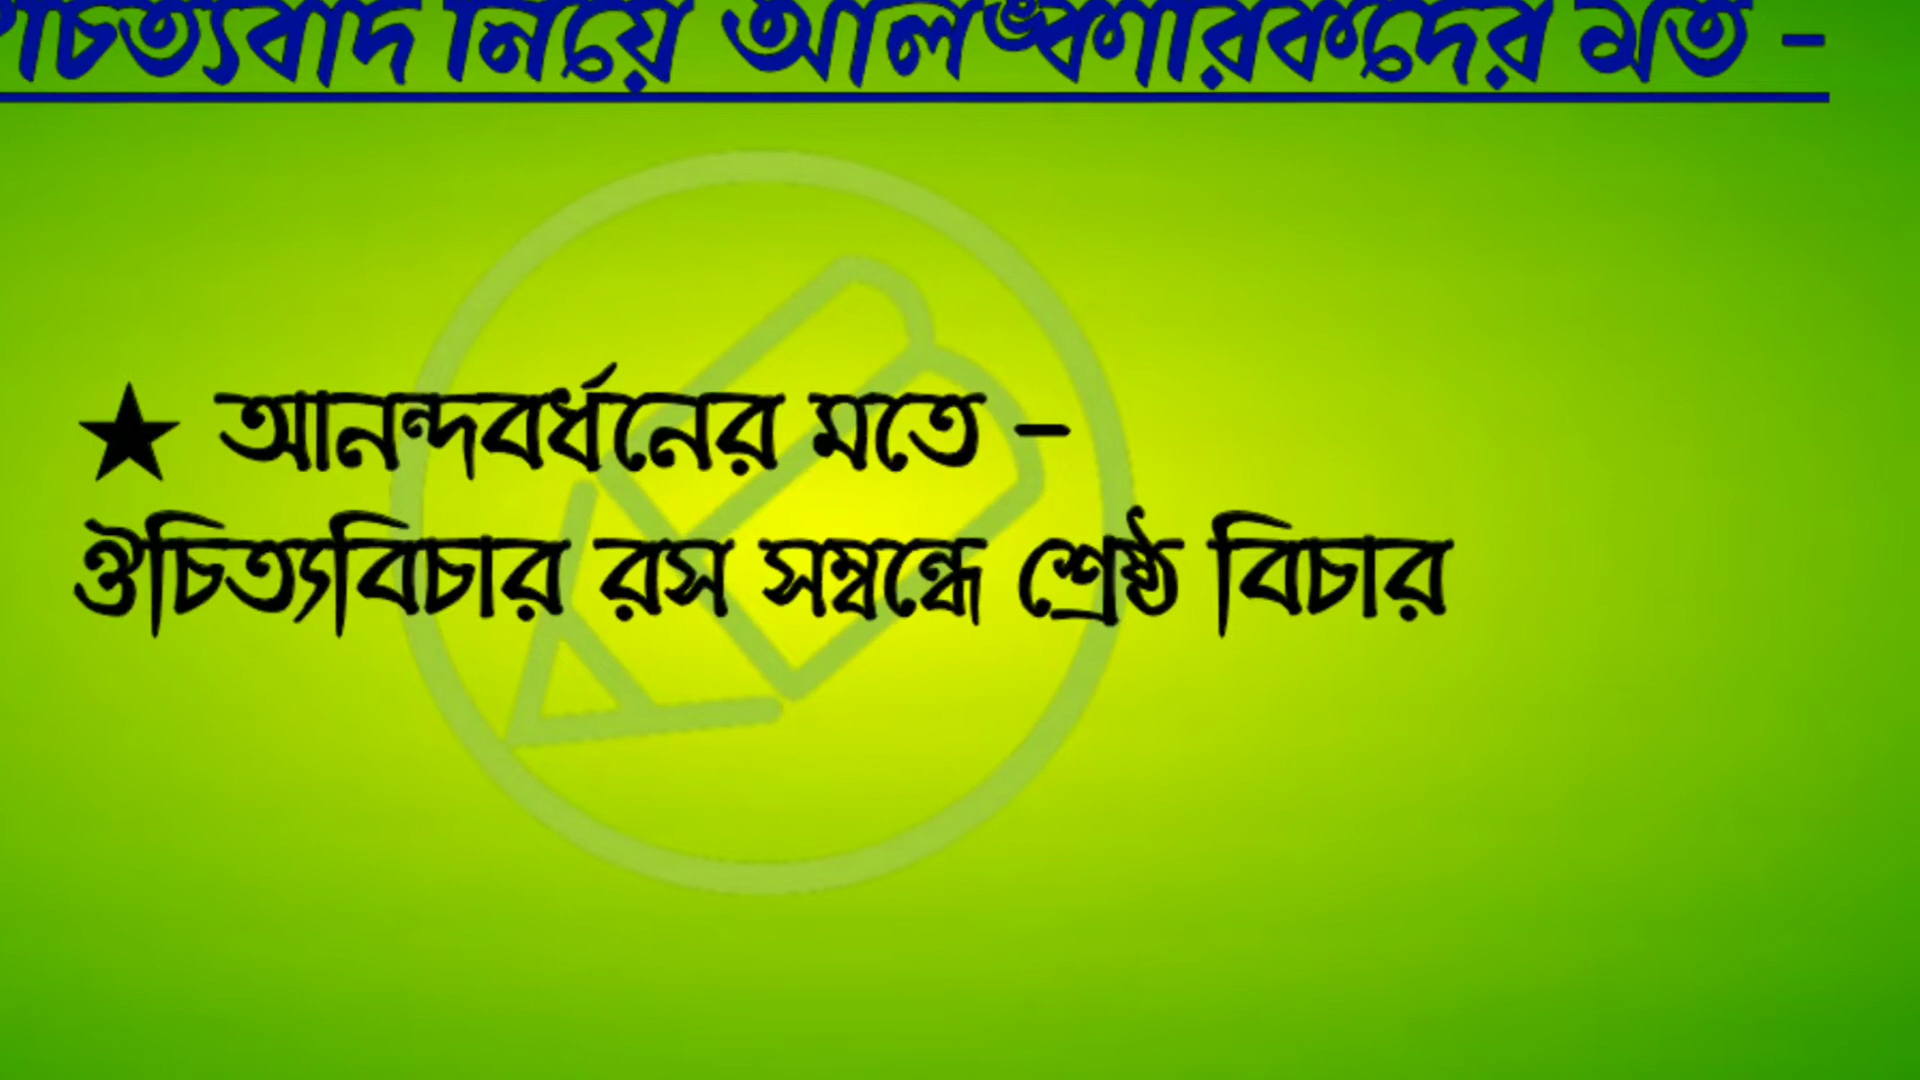 ঔচিত্যবাদ নিয়ে আলঙ্কারিকদের মত -
★ আনন্দবর্ধনের মতে -
ঔচিত্যবিচার রস সম্বন্ধে শ্রেষ্ঠ বিচার